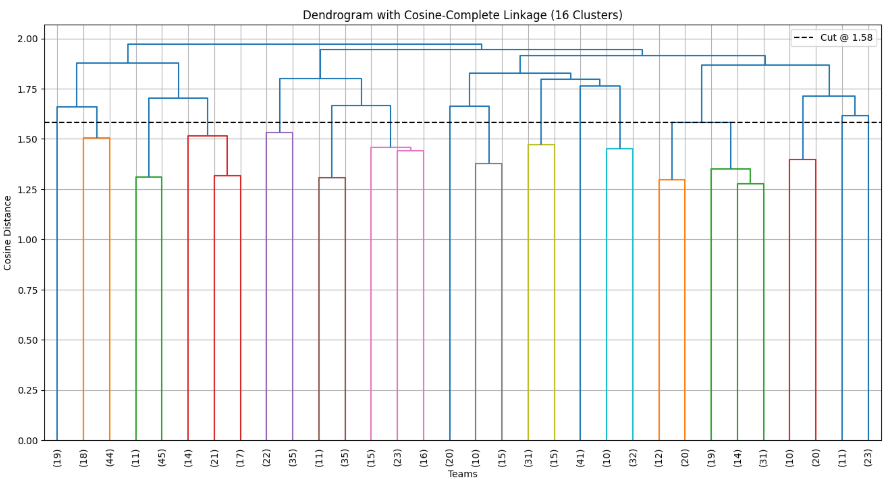 Dendrogram with Cosine-Complete Linkage (16 Clusters)
Cut @ 1.58
2.00
1.75
1.50
1.25
1.00
0.75
0.50
0.25
0.00
Cosine Distance
(19) (18) (44) (11) (45) (14) (21) (17) (22) (35) (11) (35) (15) (23) (16) (20) (10) (15) (31) (15) (41) (10) (32) (12) (20) (19) (14) (31) (10) (20) (11) (23)
Teams